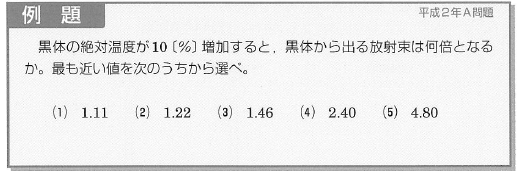 例題
平成2年A問題
黒体の絶対温度が10〔%〕増加すると，黒体から出る放射束は何倍となる
か。最も近い値を次のうちから選べ。
(1) 1.11 (2) 1.22 (3) 1.46 (4) 2.40 (5) 4.80